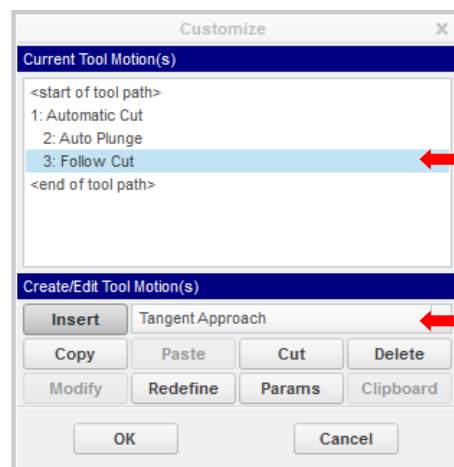 Customize X
Current Tool Motion(s)
<start of tool path>
1: Automatic Cut
2: Auto Plunge
3: Follow Cut
<end of tool path>
Create/Edit Tool Motion(s)
Insert Tangent Approach
Copy Paste Cut Delete
Modify Redefine Params Clipboard
OK Cancel